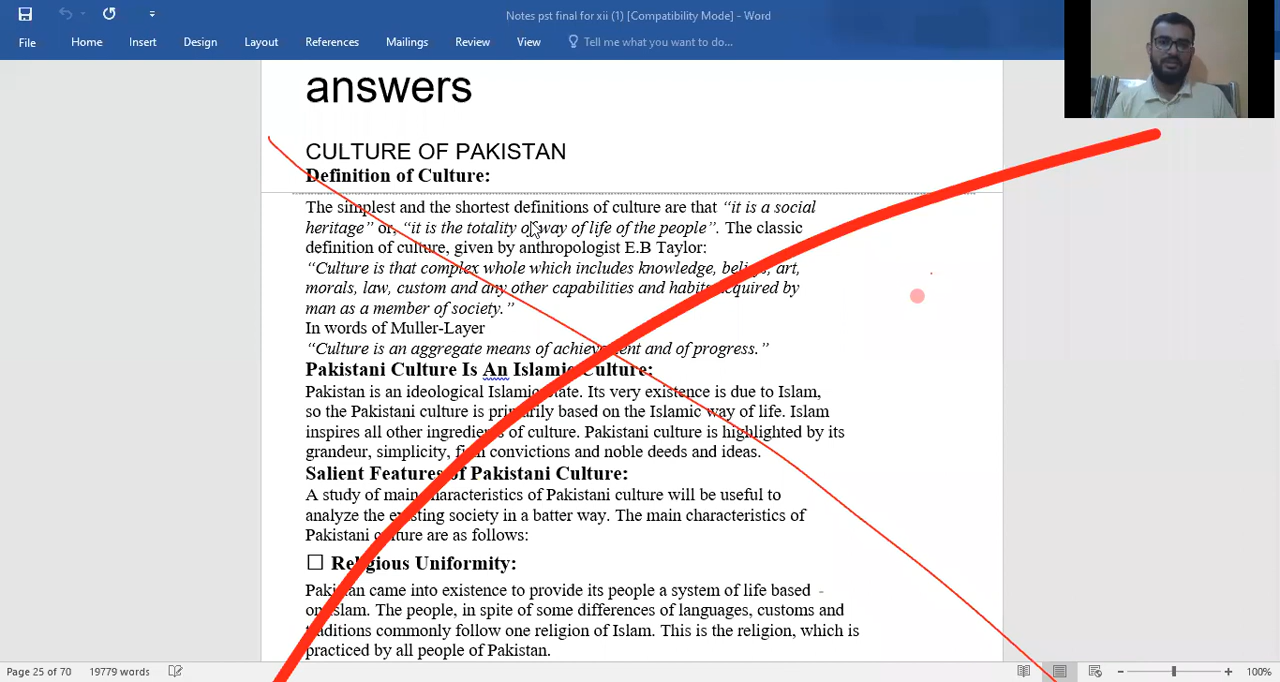 Notes pst final for xii (1) [Compatibility Mode] - Word
File Home Insert Design Layout References Mailings Review View Tell me what you want to do...
answers
CULTURE OF PAKISTAN
Definition of Culture:
The simplest and the shortest definitions of culture are that “it is a social
heritage” or, “it is the totality of way of life of the people”. The classic
definition of culture, given by anthropologist E.B Taylor:
“Culture is that complex whole which includes knowledge, beliefs, art,
morals, law, custom and any other capabilities and habits acquired by
man as a member of society.”
In words of Muller-Layer
“Culture is an aggregate means of achievement and of progress.”
Pakistani Culture Is An Islamic Culture:
Pakistan is an ideological Islamic State. Its very existence is due to Islam,
so the Pakistani culture is primarily based on the Islamic way of life. Islam
inspires all other ingredients of culture. Pakistani culture is highlighted by its
grandeur, simplicity, firm convictions and noble deeds and ideas.
Salient Features of Pakistani Culture:
A study of main characteristics of Pakistani culture will be useful to
analyze the existing society in a batter way. The main characteristics of
Pakistani culture are as follows:
☐ Religious Uniformity:
Pakistan came into existence to provide its people a system of life based -
on Islam. The people, in spite of some differences of languages, customs and
traditions commonly follow one religion of Islam. This is the religion, which is
practiced by all people of Pakistan.
Page 25 of 70 19779 words 100%